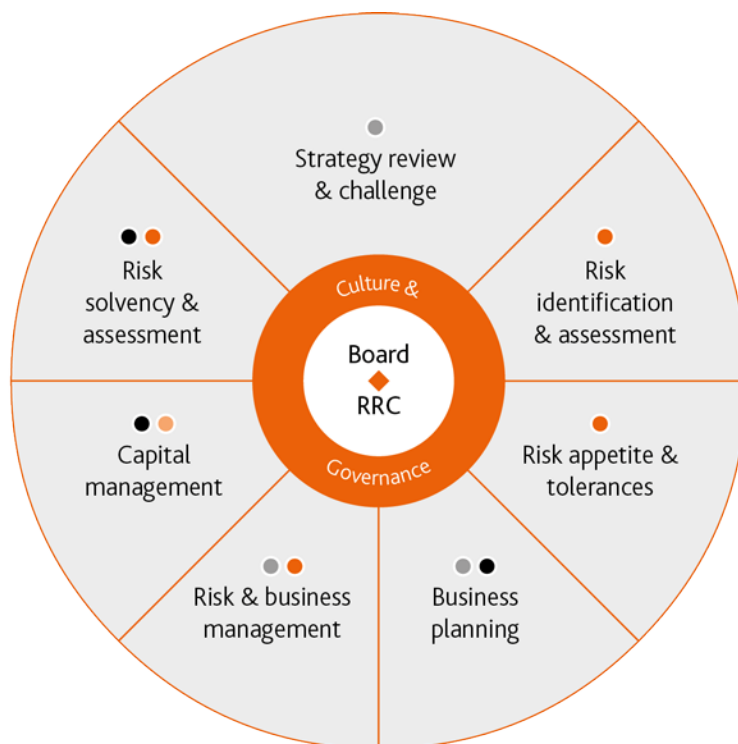 Strategy review
& challenge
Risk
solvency &
assessment
Risk
identification
& assessment
Culture &
Board
RRC
Governance
Capital
management
Risk appetite &
tolerances
Risk & business
management
Business
planning